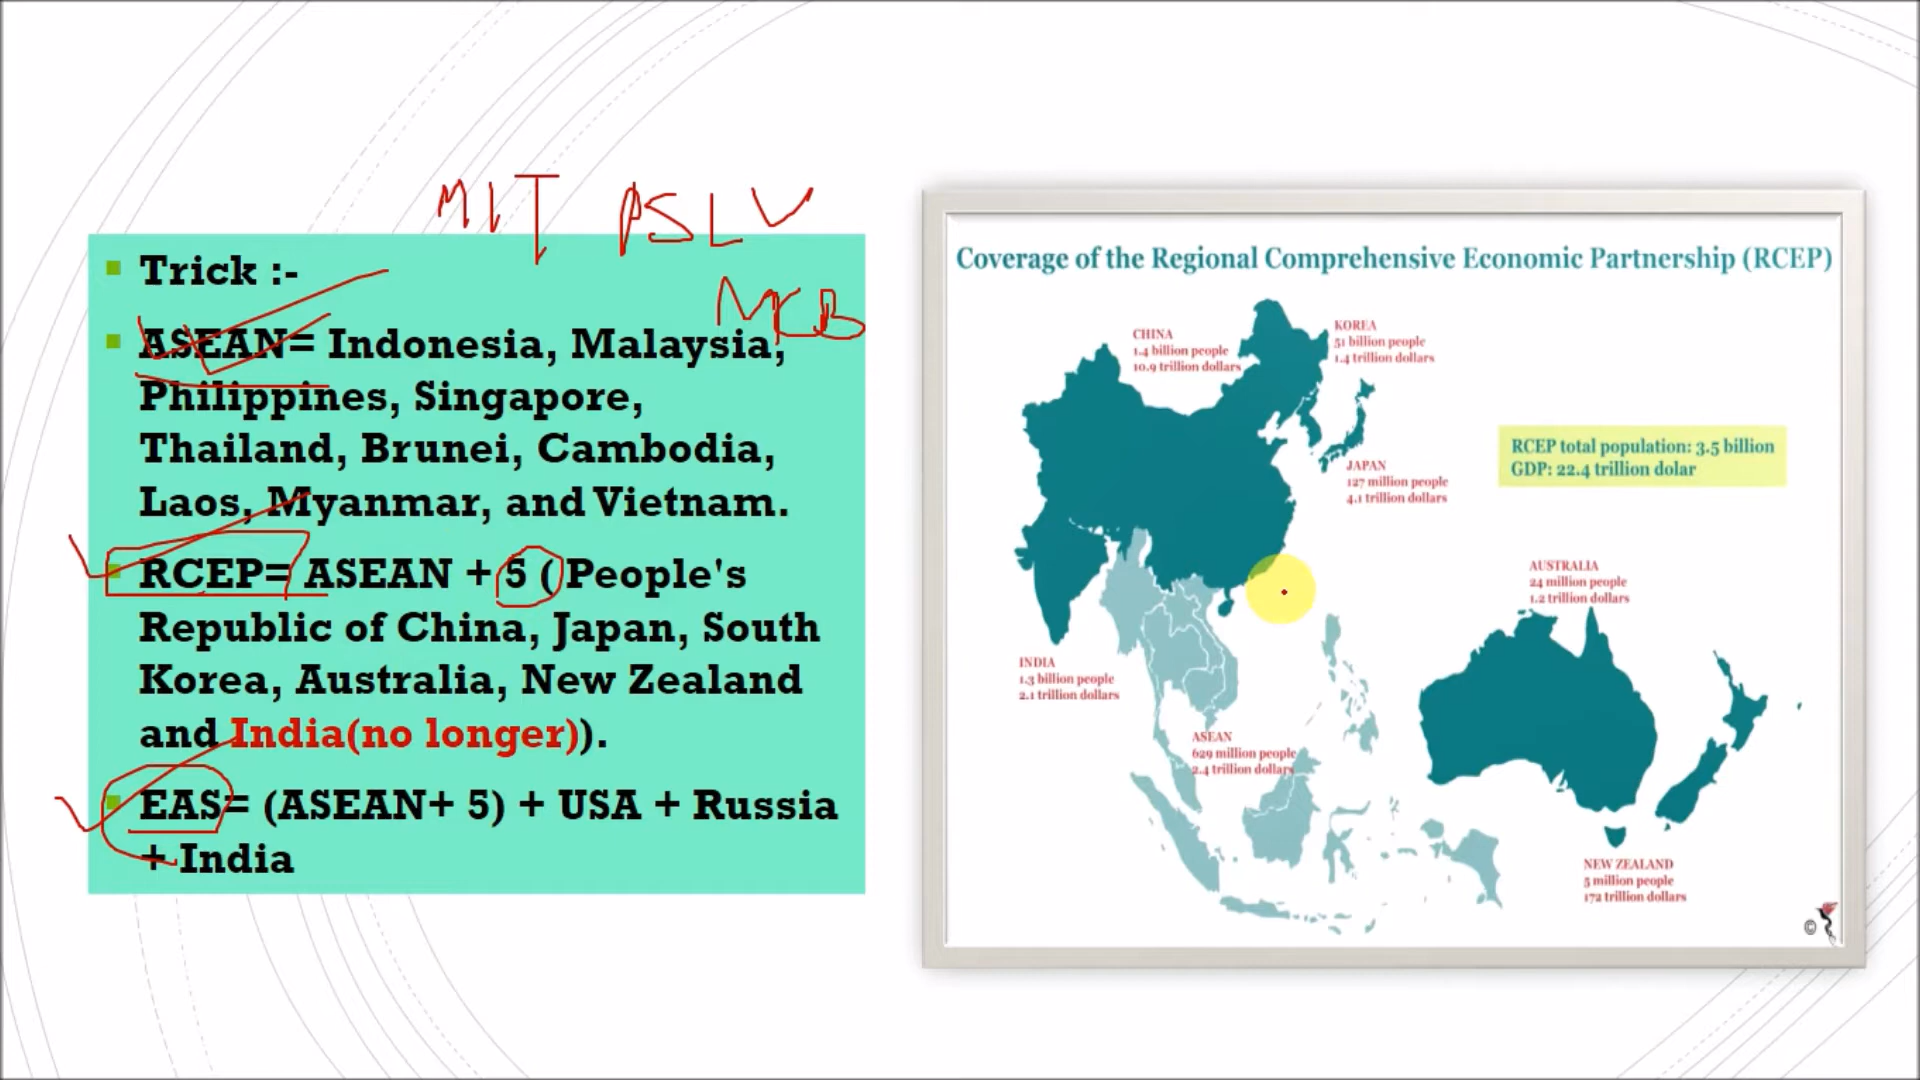 MIT PSLV
MCB
Trick :-
ASEAN= Indonesia, Malaysia,
Philippines, Singapore,
Thailand, Brunei, Cambodia,
Laos, Myanmar, and Vietnam.
RCEP= ASEAN + 5 ( People's
Republic of China, Japan, South
Korea, Australia, New Zealand
and India(no longer)).
EAS= (ASEAN+ 5) + USA + Russia
+ India
Coverage of the Regional Comprehensive Economic Partnership (RCEP)
CHINA
1.4 billion people
10.9 trillion dollars
KOREA
51 billion people
1.4 trillion dollars
JAPAN
127 million people
4.1 trillion dollars
RCEP total population: 3.5 billion
GDP: 22.4 trillion dolar
AUSTRALIA
24 million people
1.2 trillion dollars
INDIA
1.3 billion people
2.1 trillion dollars
ASEAN
629 million people
2.4 trillion dollars
NEW ZEALAND
5 million people
172 trillion dollars
©